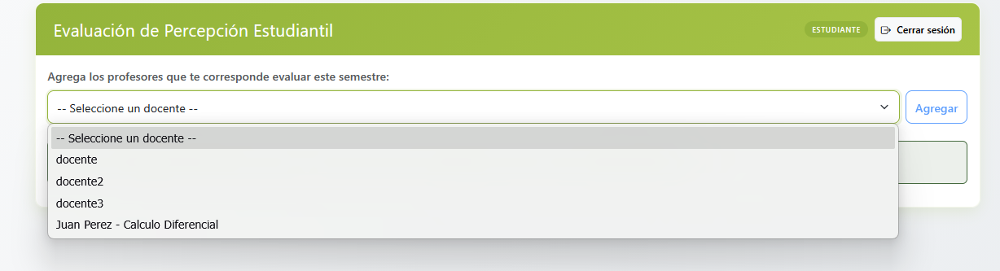 Evaluación de Percepción Estudiantil
ESTUDIANTE
Cerrar sesión
Agrega los profesores que te corresponde evaluar este semestre:
-- Seleccione un docente --
Agregar
-- Seleccione un docente --
docente
docente2
docente3
Juan Perez - Calculo Diferencial